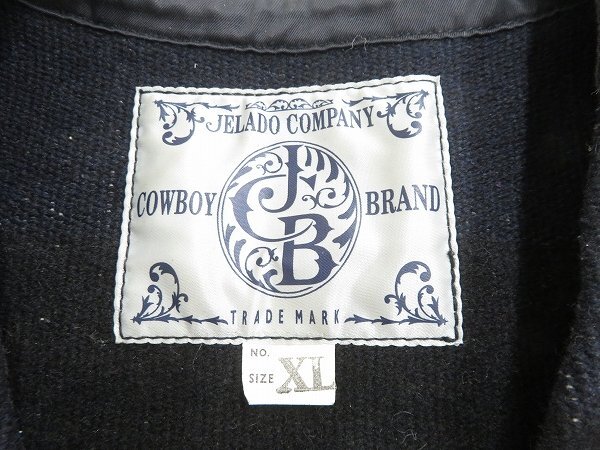 JELADO COMPANY
COWBOY JCB BRAND
TRADE MARK
NO.
SIZE XL